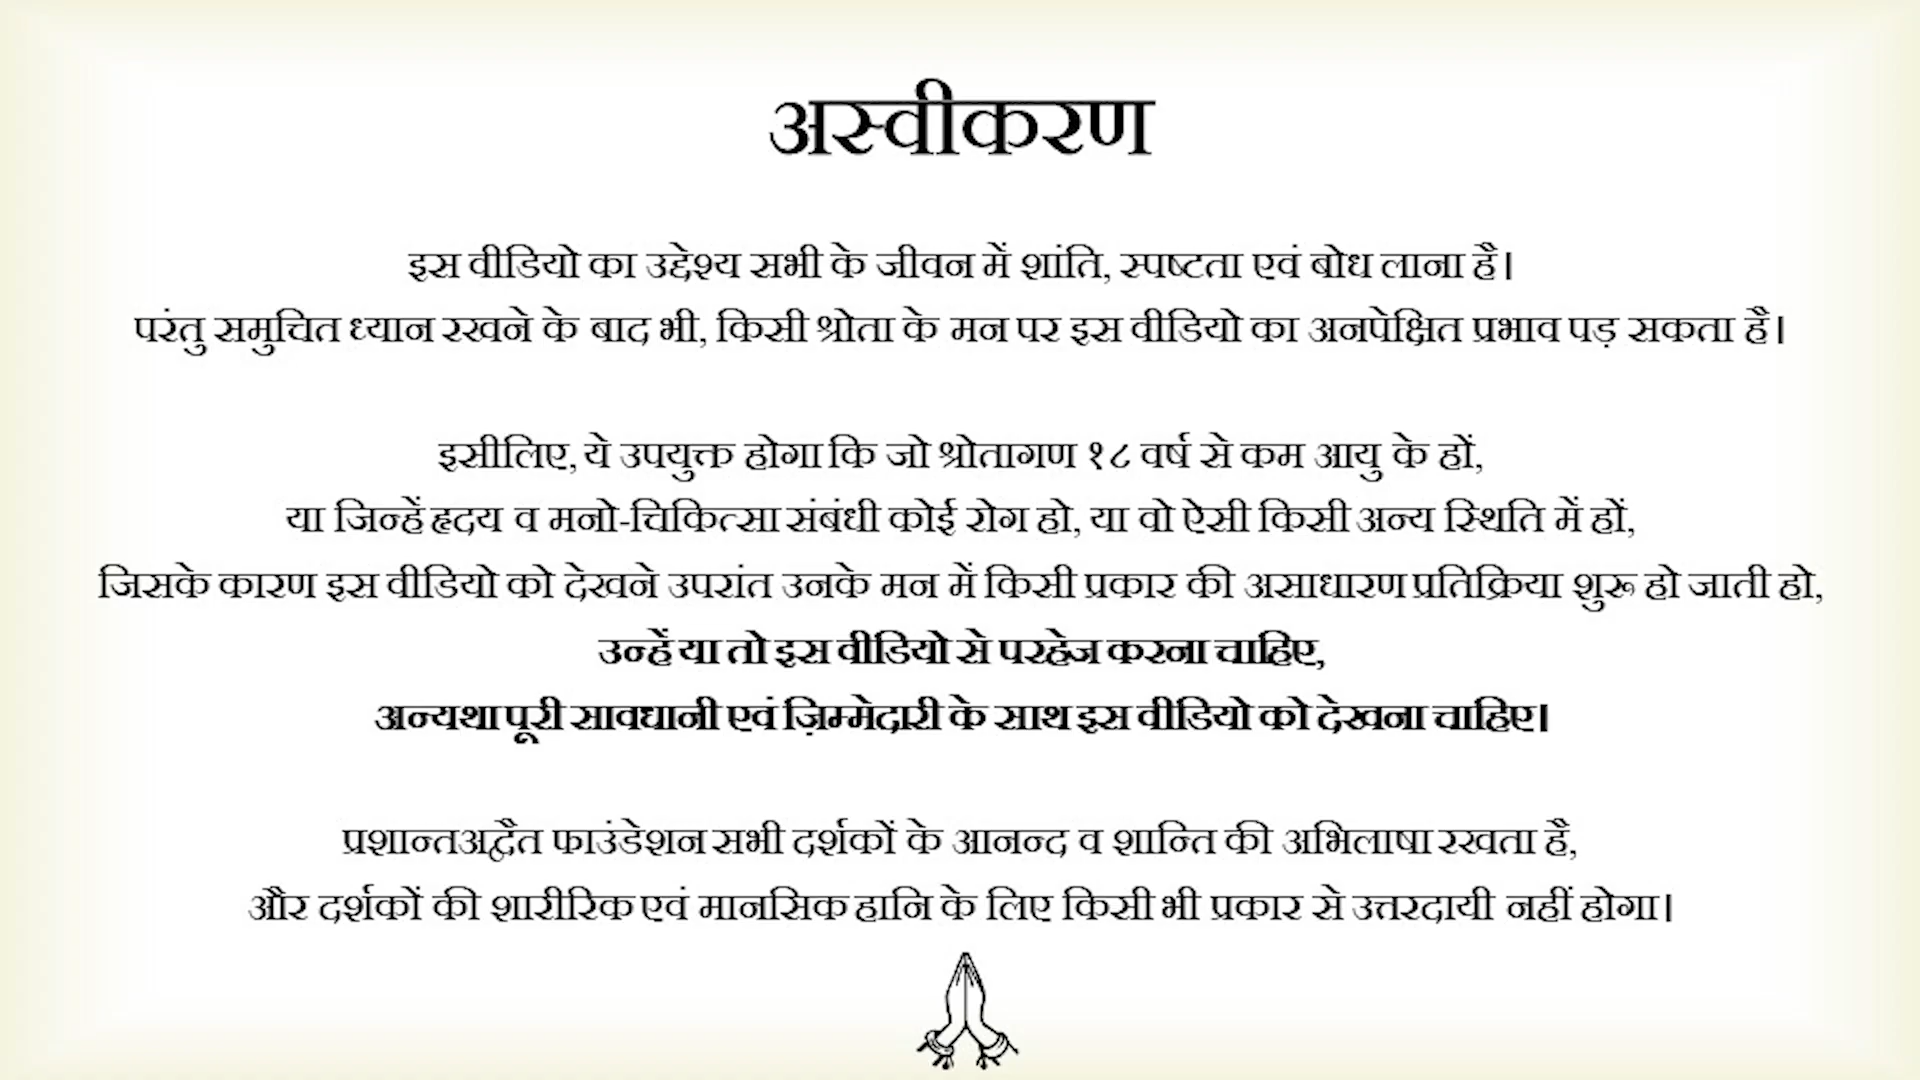 अस्वीकरण
इस वीडियो का उद्देश्य सभी के जीवन में शांति, स्पष्टता एवं बोध लाना है।
परंतु समुचित ध्यान रखने के बाद भी, किसी श्रोता के मन पर इस वीडियो का अनपेक्षित प्रभाव पड़ सकता है।
इसीलिए, ये उपयुक्त होगा कि जो श्रोतागण १८ वर्ष से कम आयु के हों,
या जिन्हें हृदय व मनो-चिकित्सा संबंधी कोई रोग हो, या वो ऐसी किसी अन्य स्थिति में हों,
जिसके कारण इस वीडियो को देखने उपरांत उनके मन में किसी प्रकार की असाधारण प्रतिक्रिया शुरू हो जाती हो,
उन्हें या तो इस वीडियो से परहेज करना चाहिए,
अन्यथा पूरी सावधानी एवं ज़िम्मेदारी के साथ इस वीडियो को देखना चाहिए।
प्रशान्तअद्वैत फाउंडेशन सभी दर्शकों के आनन्द व शान्ति की अभिलाषा रखता है,
और दर्शकों की शारीरिक एवं मानसिक हानि के लिए किसी भी प्रकार से उत्तरदायी नहीं होगा।